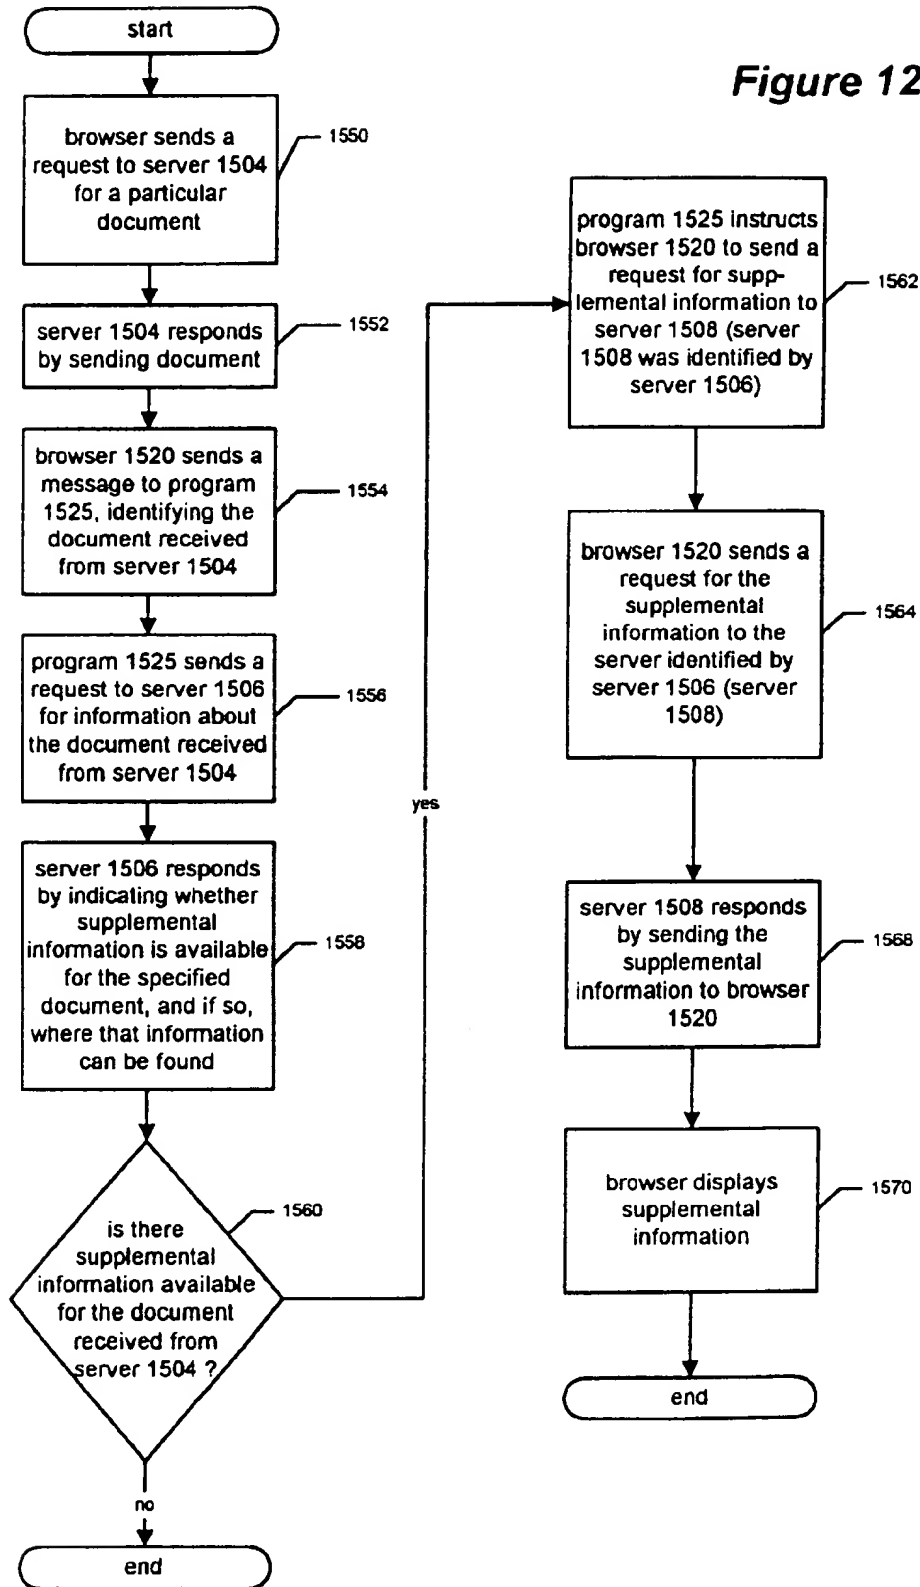 Figure 12
start
browser sends a
request to server 1504
for a particular
document
1550
server 1504 responds
by sending document
1552
browser 1520 sends a
message to program
1525, identifying the
document received
from server 1504
1554
program 1525 sends a
request to server 1506
for information about
the document received
from server 1504
1556
server 1506 responds
by indicating whether
supplemental
information is available
for the specified
document, and if so,
where that information
can be found
1558
is there
supplemental
information available
for the document
received from
server 1504 ?
1560
no
end
yes
program 1525 instructs
browser 1520 to send a
request for supp-
lemental information to
server 1508 (server
1508 was identified by
server 1506)
1562
browser 1520 sends a
request for the
supplemental
information to the
server identified by
server 1506 (server
1508)
1564
server 1508 responds
by sending the
supplemental
information to browser
1520
1568
browser displays
supplemental
information
1570
end